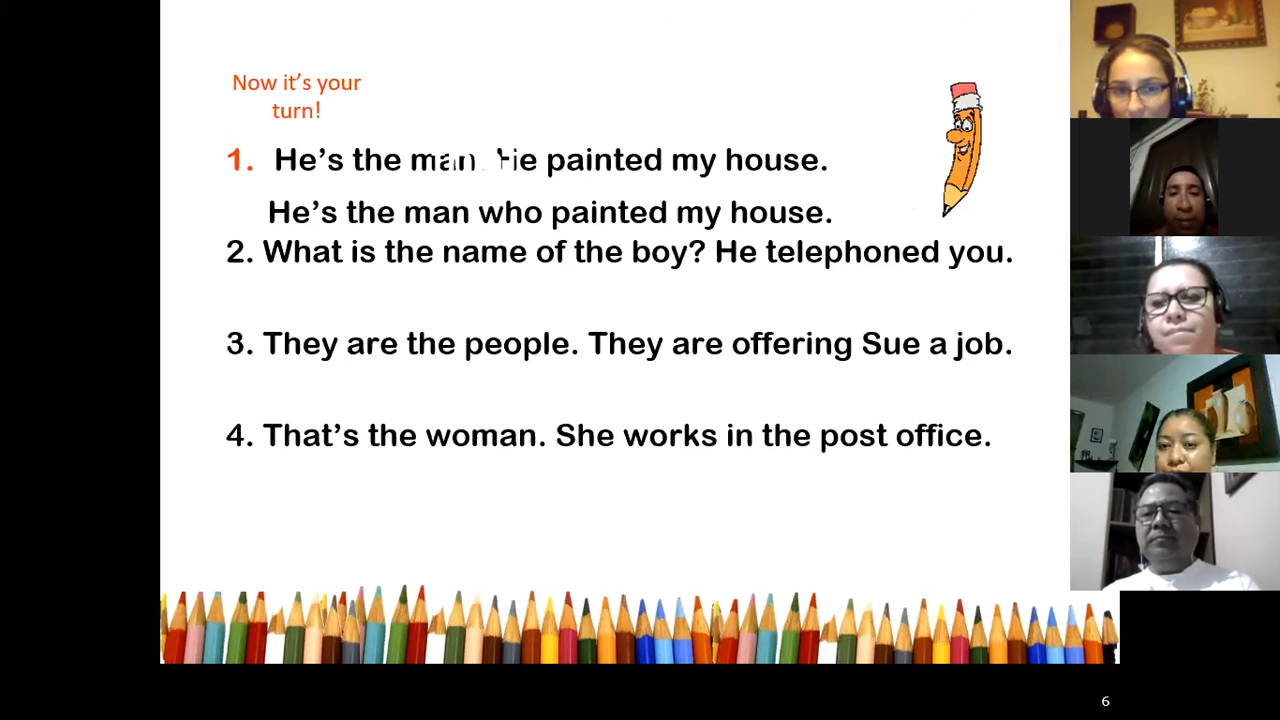 Now it's your
turn!
1. He's the man. He painted my house.
He's the man who painted my house.
2. What is the name of the boy? He telephoned you.
3. They are the people. They are offering Sue a job.
4. That's the woman. She works in the post office.
6